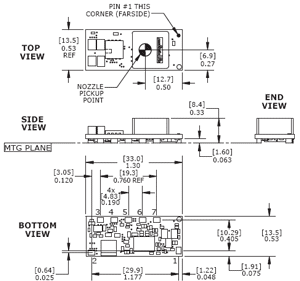 PIN #1 THIS
CORNER (FARSIDE)
TOP
VIEW
[13.5]
0.53
REF
[6.9]
0.27
NOZZLE
PICKUP
POINT
[12.7]
0.50
[8.4]
0.33
END
VIEW
SIDE
VIEW
MTG PLANE
[1.60]
0.063
[33.0]
1.30
[3.05]
0.120
[19.3]
0.760 REF
4x
[4.83]
0.190
3 4 5 6 7
BOTTOM
VIEW
[10.29]
0.405
[13.5]
0.53
2
1
[0.64]
0.025
[29.9]
1.177
[1.22]
0.048
[1.91]
0.075